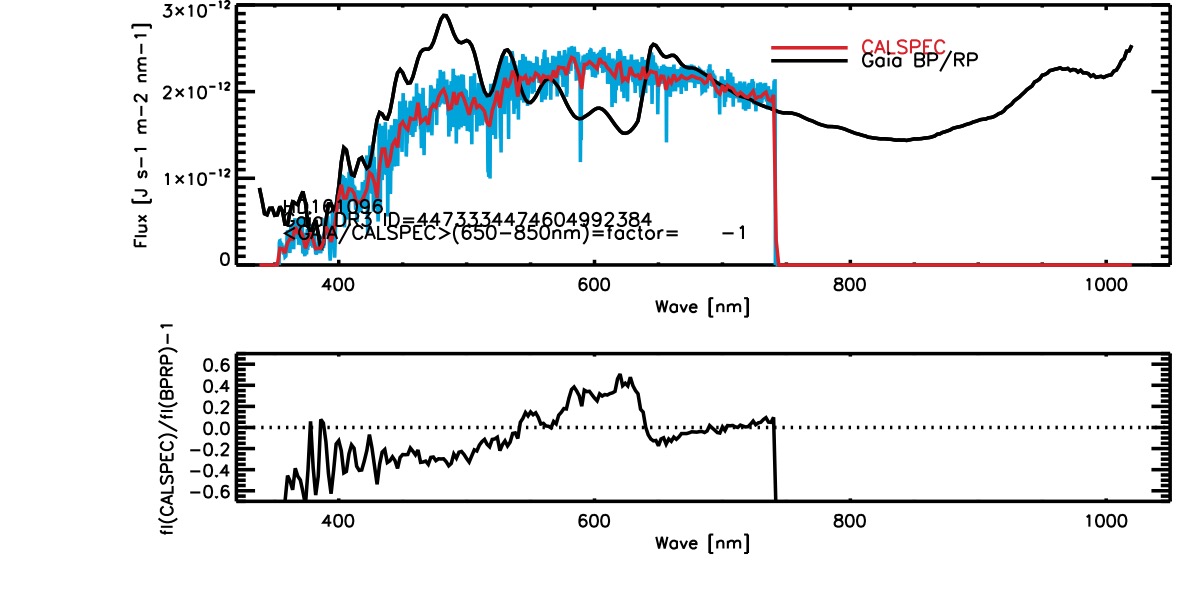 3×10−12
2×10−12
1×10−12
0
Flux [J s−1 m−2 nm−1]
CALSPEC
Gaia BP/RP
Gaia DR3 ID=4473334474604992384
<GAIA/CALSPEC>(650−850nm)=factor= −1
400 600 800 1000
Wave [nm]
fl(CALSPEC)/fl(BPRP)−1
0.6
0.4
0.2
0.0
−0.2
−0.4
−0.6
400 600 800 1000
Wave [nm]